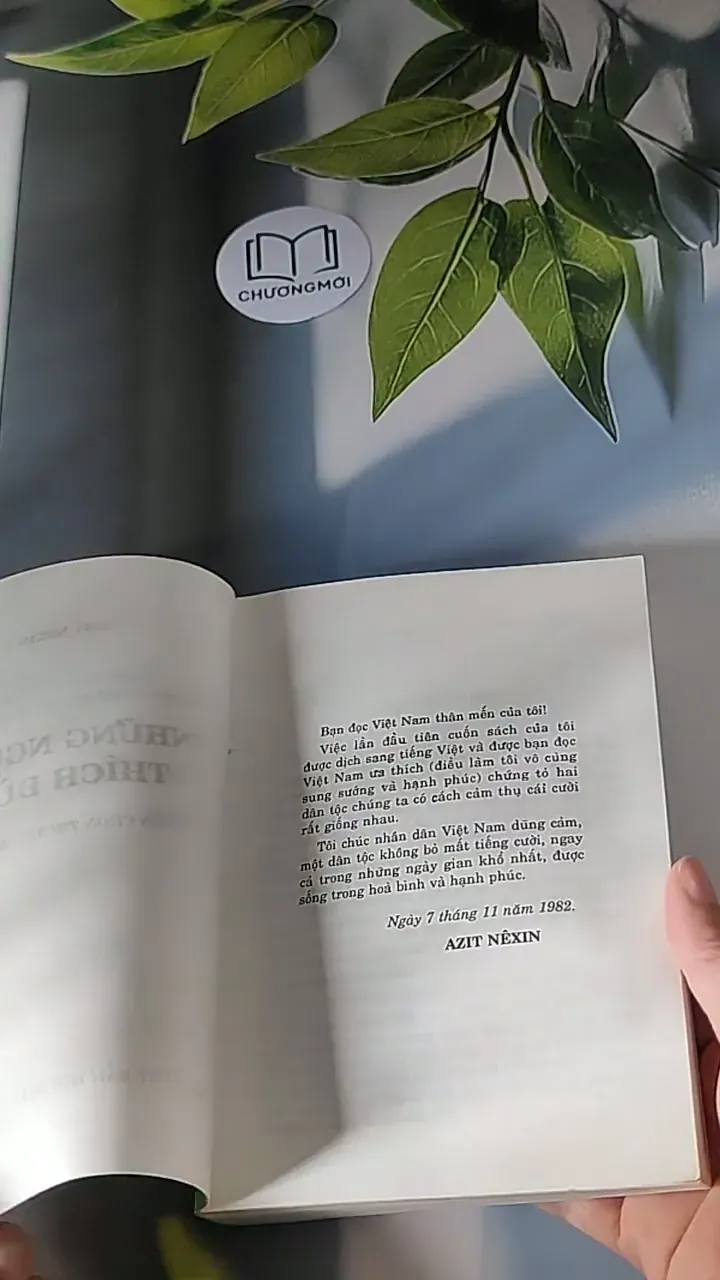 CHƯƠNGMỚI
Bạn đọc Việt Nam thân mến của tôi!
Việc lần đầu tiên cuốn sách của tôi
được dịch sang tiếng Việt và được bạn đọc
Việt Nam ưa thích (điều làm tôi vô cùng
sung sướng và hạnh phúc) chứng tỏ hai
dân tộc chúng ta có cách cảm thụ cái cười
rất giống nhau.
Tôi chúc nhân dân Việt Nam dũng cảm,
một dân tộc không bỏ mất tiếng cười, ngay
cả trong những ngày gian khổ nhất, được
sống trong hoà bình và hạnh phúc.
Ngày 7 tháng 11 năm 1982.
AZIT NÊXIN
NHỮNG
THÍCH